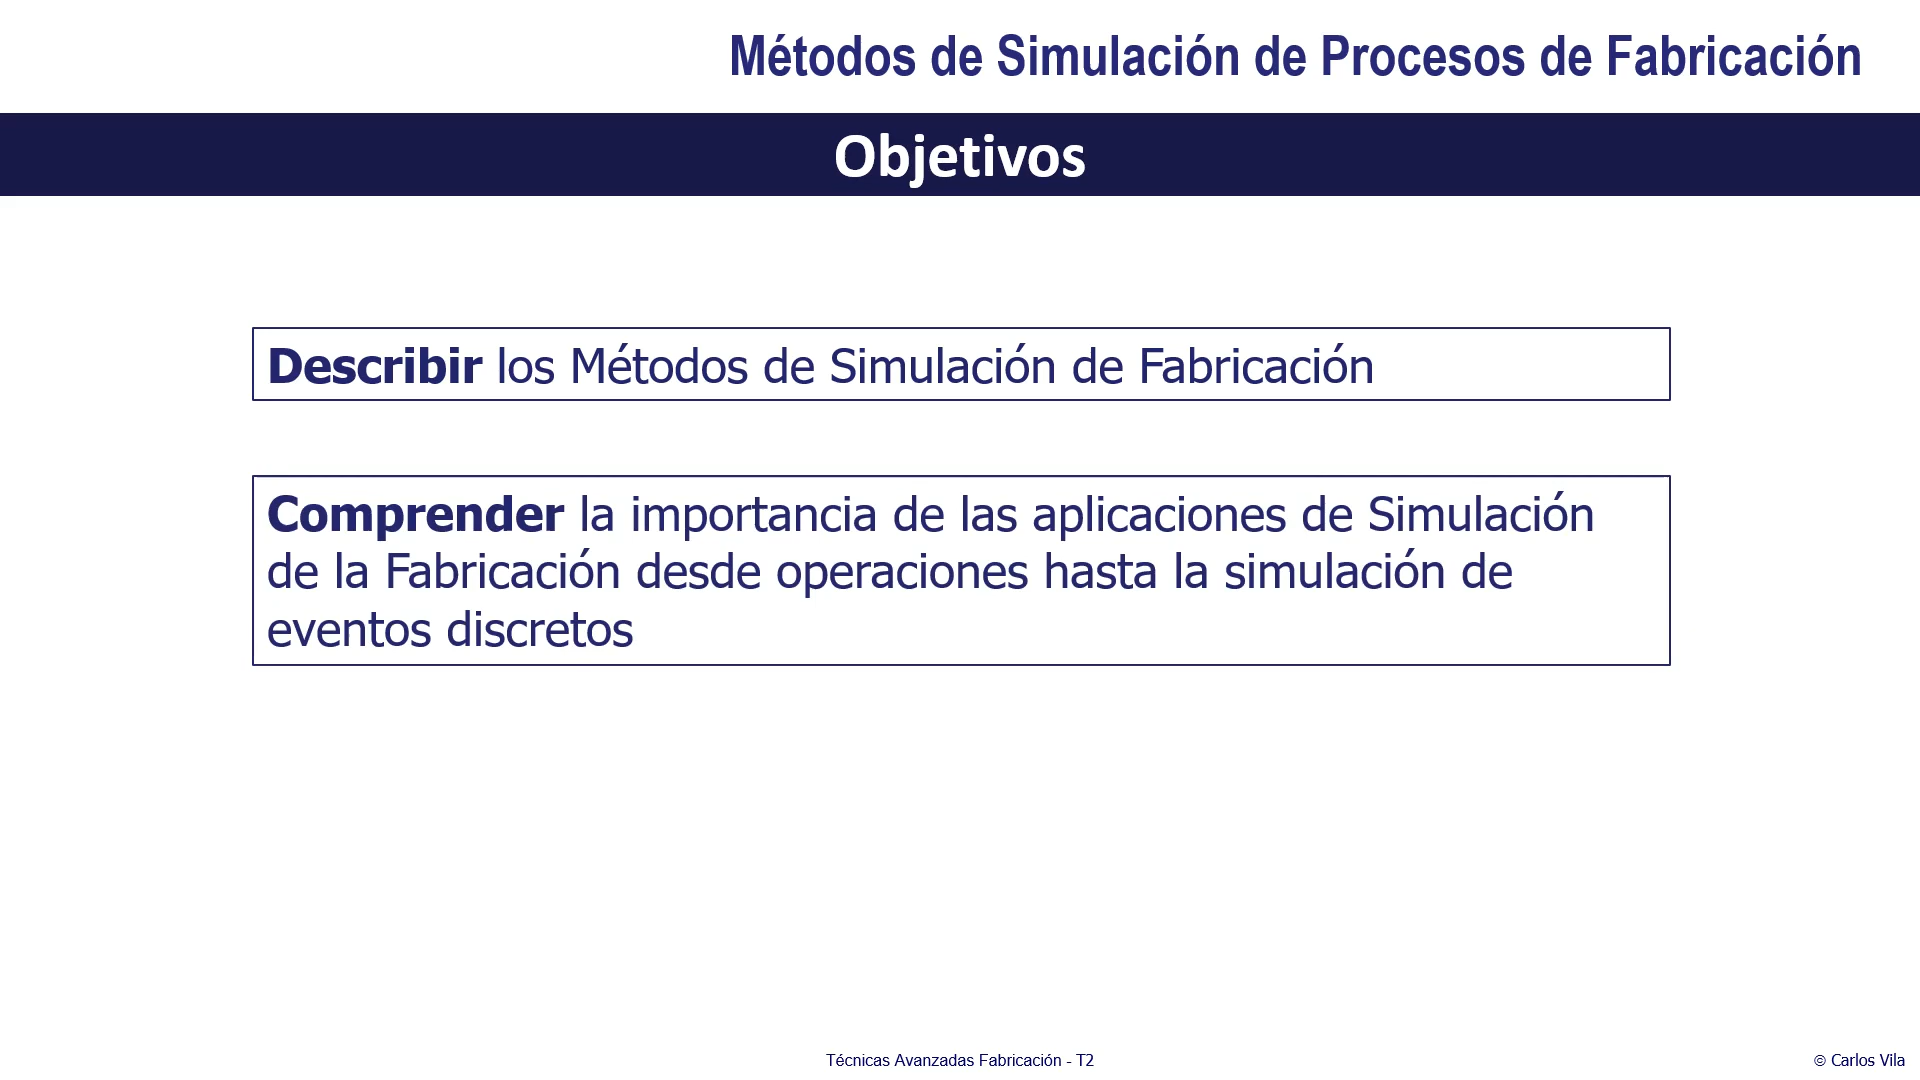 Métodos de Simulación de Procesos de Fabricación
Objetivos
Describir los Métodos de Simulación de Fabricación
Comprender la importancia de las aplicaciones de Simulación
de la Fabricación desde operaciones hasta la simulación de
eventos discretos
Técnicas Avanzadas Fabricación - T2
© Carlos Vila